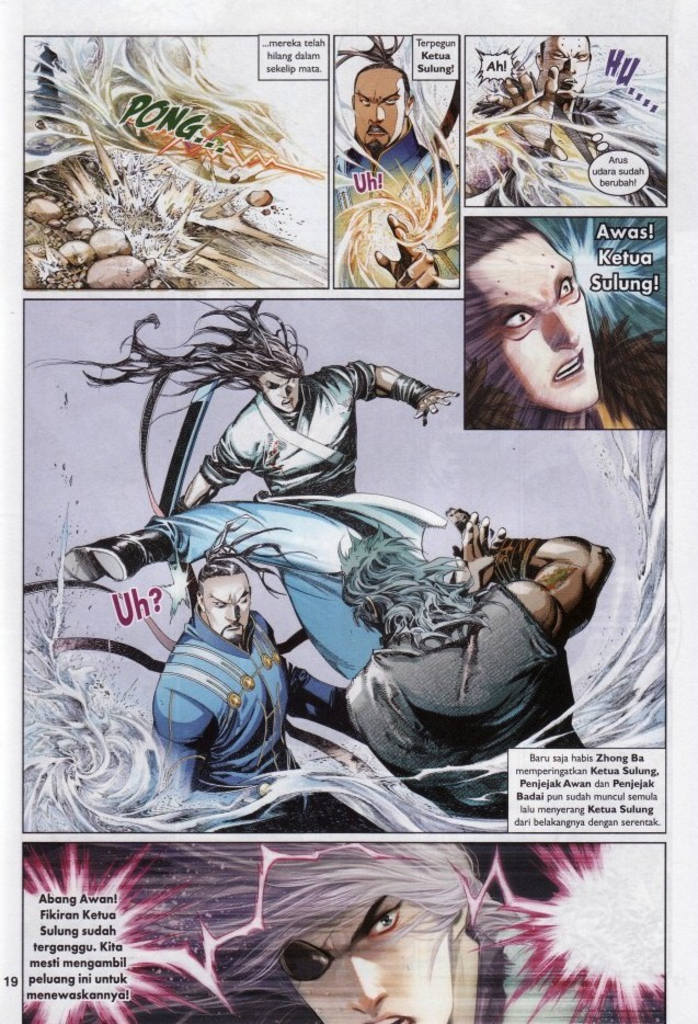 ...mereka telah
hilang dalam
sekelip mata.
PONG...
Terpegun
Ketua
Sulung!
Uh!
Ah!
HU
.....
Arus
udara sudah
berubah!
Awas!
Ketua
Sulung!
Uh?
Baru saja habis Zhong Ba
memperingatkan Ketua Sulung,
Penjejak Awan dan Penjejak
Badai pun sudah muncul semula
lalu menyerang Ketua Sulung
dari belakangnya dengan serentak.
Abang Awan!
Fikiran Ketua
Sulung sudah
terganggu. Kita
mesti mengambil
peluang ini untuk
menewaskannya!
19